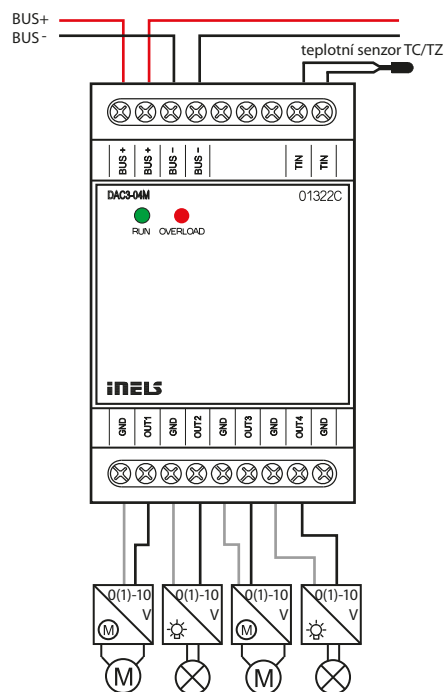 BUS+
BUS-
teplotní senzor TC/TZ
BUS + BUS + BUS - BUS - TIN TIN
DAC3-04M 01322C
RUN OVERLOAD
iNELS
GND OUT1 GND OUT2 GND OUT3 GND OUT4 GND
0(1)-10 V 0(1)-10 V 0(1)-10 V 0(1)-10 V
M M
M M